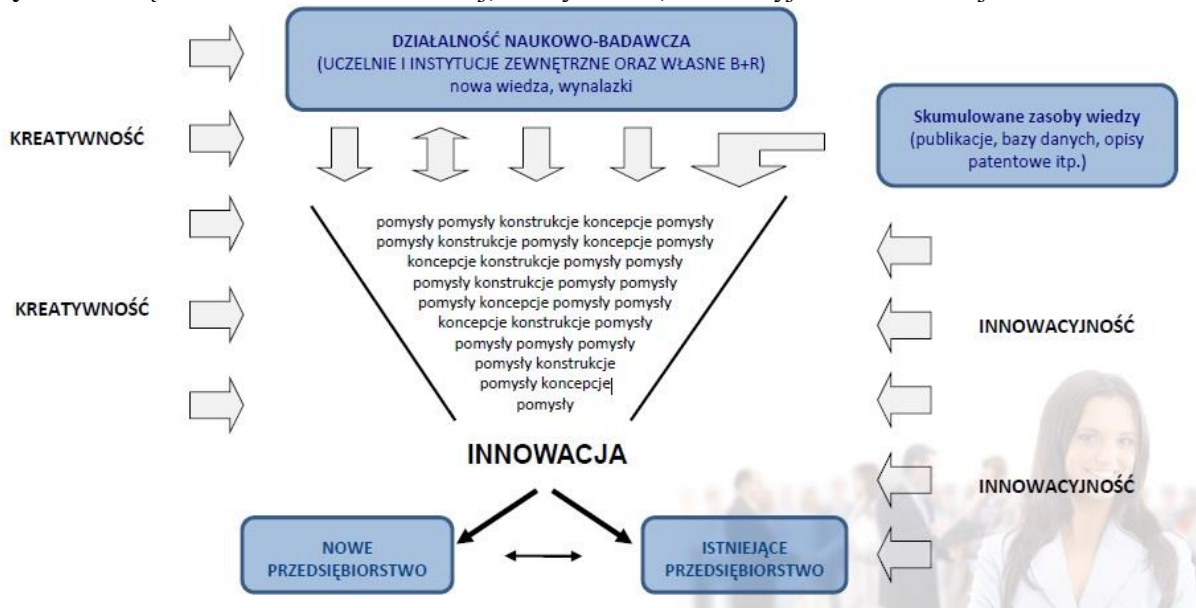 DZIAŁALNOŚĆ NAUKOWO-BADAWCZA
(UCZELNIE I INSTYTUCJE ZEWNĘTRZNE ORAZ WŁASNE B+R)
nowa wiedza, wynalazki
Skumulowane zasoby wiedzy
(publikacje, bazy danych, opisy
patentowe itp.)
KREATYWNOŚĆ
pomysły pomysły konstrukcje koncepcje pomysły
pomysły konstrukcje pomysły koncepcje pomysły
koncepcje konstrukcje pomysły pomysły
pomysły konstrukcje pomysły pomysły
pomysły koncepcje pomysły pomysły
koncepcje konstrukcje pomysły
pomysły pomysły pomysły
pomysły konstrukcje
pomysły koncepcje
pomysły
KREATYWNOŚĆ
INNOWACYJNOŚĆ
INNOWACJA
INNOWACYJNOŚĆ
NOWE
PRZEDSIĘBIORSTWO
ISTNIEJĄCE
PRZEDSIĘBIORSTWO